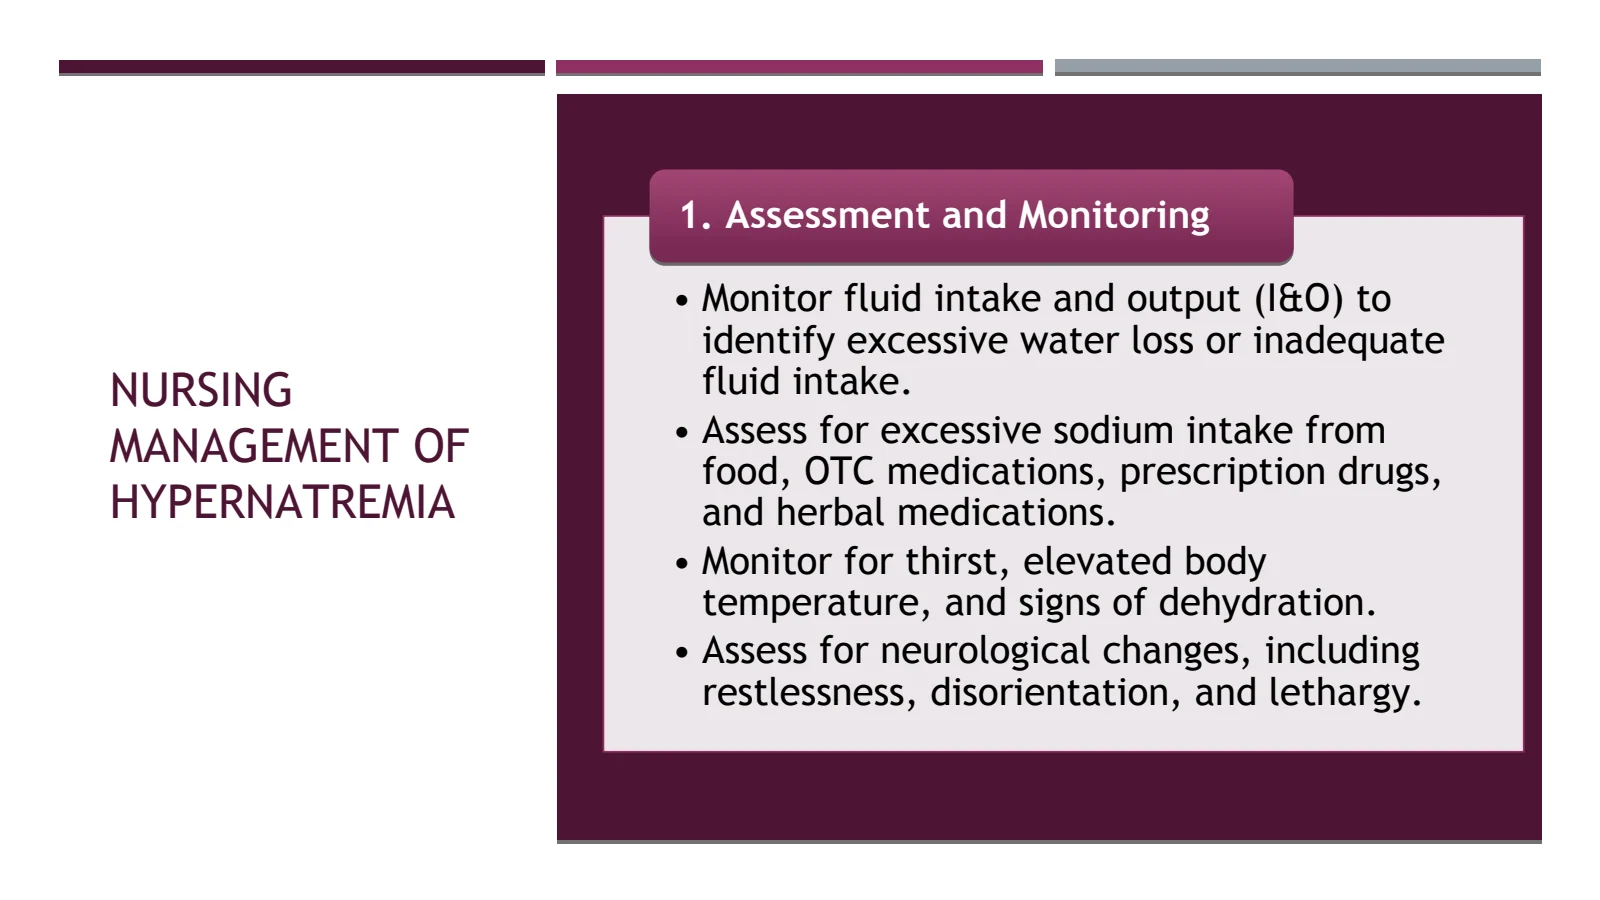 NURSING
MANAGEMENT OF
HYPERNATREMIA
1. Assessment and Monitoring
• Monitor fluid intake and output (I&O) to
identify excessive water loss or inadequate
fluid intake.
• Assess for excessive sodium intake from
food, OTC medications, prescription drugs,
and herbal medications.
• Monitor for thirst, elevated body
temperature, and signs of dehydration.
• Assess for neurological changes, including
restlessness, disorientation, and lethargy.